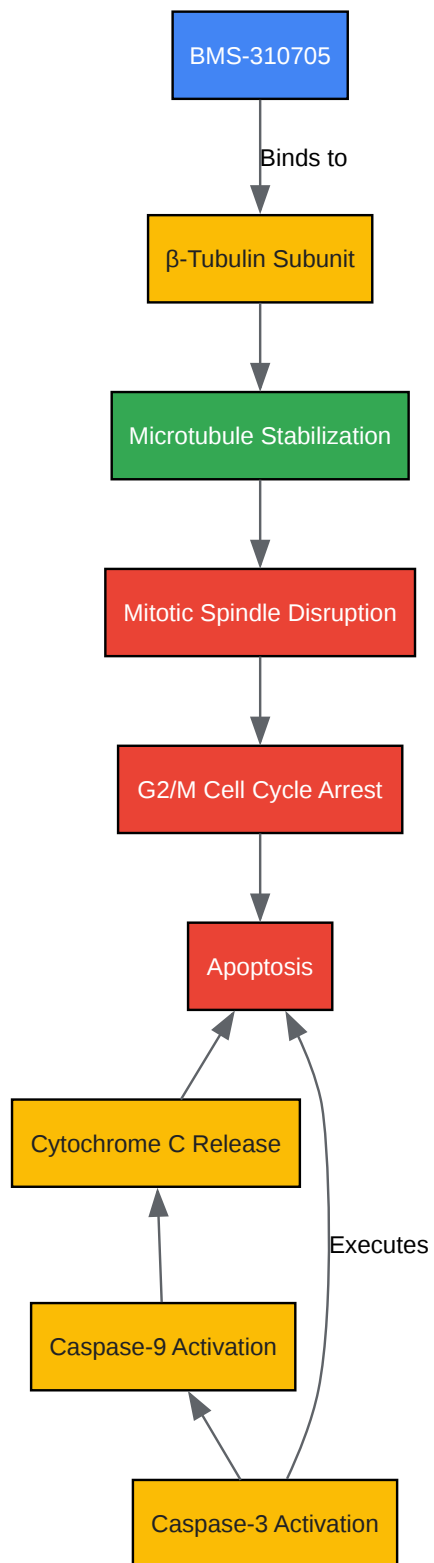 BMS-310705
Binds to
β-Tubulin Subunit
Microtubule Stabilization
Mitotic Spindle Disruption
G2/M Cell Cycle Arrest
Apoptosis
Cytochrome C Release
Executes
Caspase-9 Activation
Caspase-3 Activation